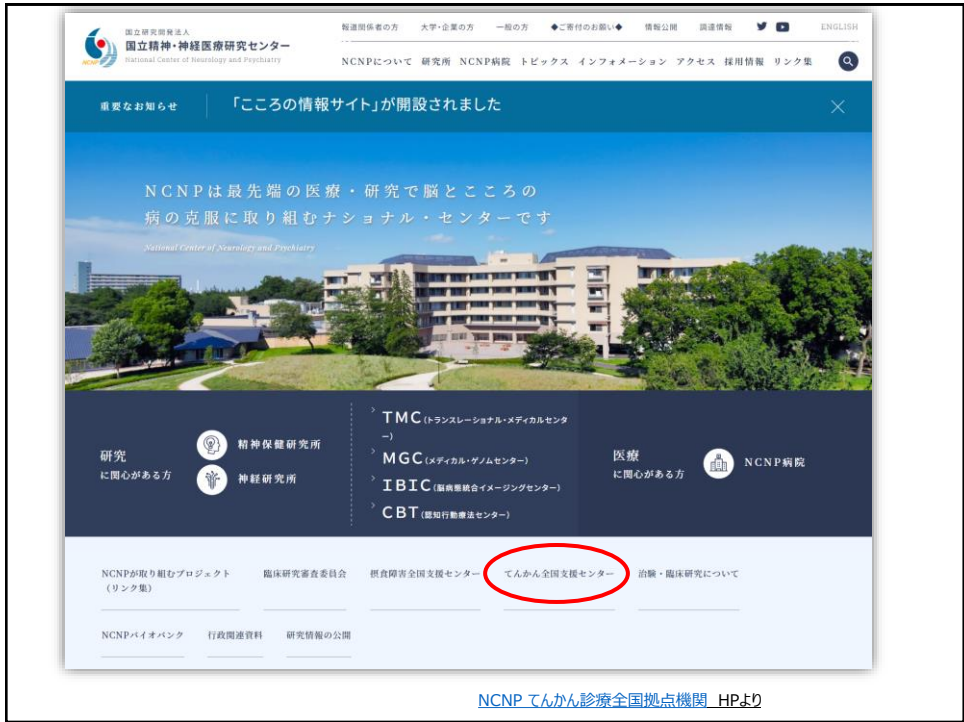 国立研究開発法人
国立精神・神経医療研究センター
National Center of Neurology and Psychiatry
NCNP
報道関係者の方 大学・企業の方 一般の方 ◆ご寄付のお願い◆ 情報公開 調達情報 ENGLISH
NCNPについて 研究所 NCNP病院 トピックス インフォメーション アクセス 採用情報 リンク集
重要なお知らせ 「こころの情報サイト」が開設されました
NCNPは最先端の医療・研究で脳とこころの
病の克服に取り組むナショナル・センターです
National Center of Neurology and Psychiatry
研究
に関心がある方
精神保健研究所
神経研究所
TMC(トランスレーショナル・メディカルセンタ
ー)
MGC(メディカル・ゲノムセンター)
IBIC(脳病態統合イメージングセンター)
CBT(認知行動療法センター)
医療
に関心がある方
NCNP病院
NCNPが取り組むプロジェクト
(リンク集)
臨床研究審査委員会
摂食障害全国支援センター
てんかん全国支援センター
治験・臨床研究について
NCNPバイオバンク
行政関連資料
研究情報の公開
NCNP てんかん診療全国拠点機関 HPより